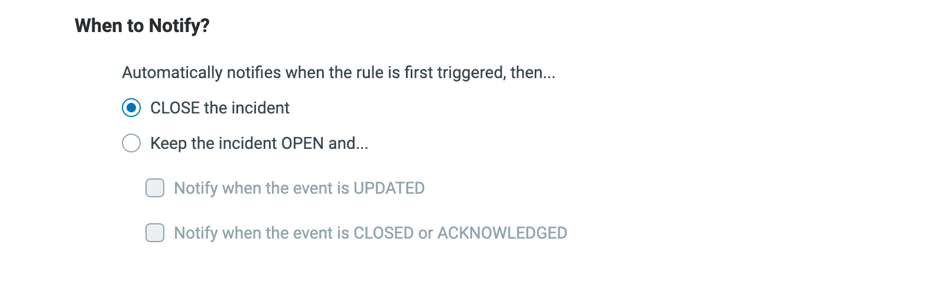 When to Notify?
Automatically notifies when the rule is first triggered, then...
CLOSE the incident
Keep the incident OPEN and...
Notify when the event is UPDATED
Notify when the event is CLOSED or ACKNOWLEDGED